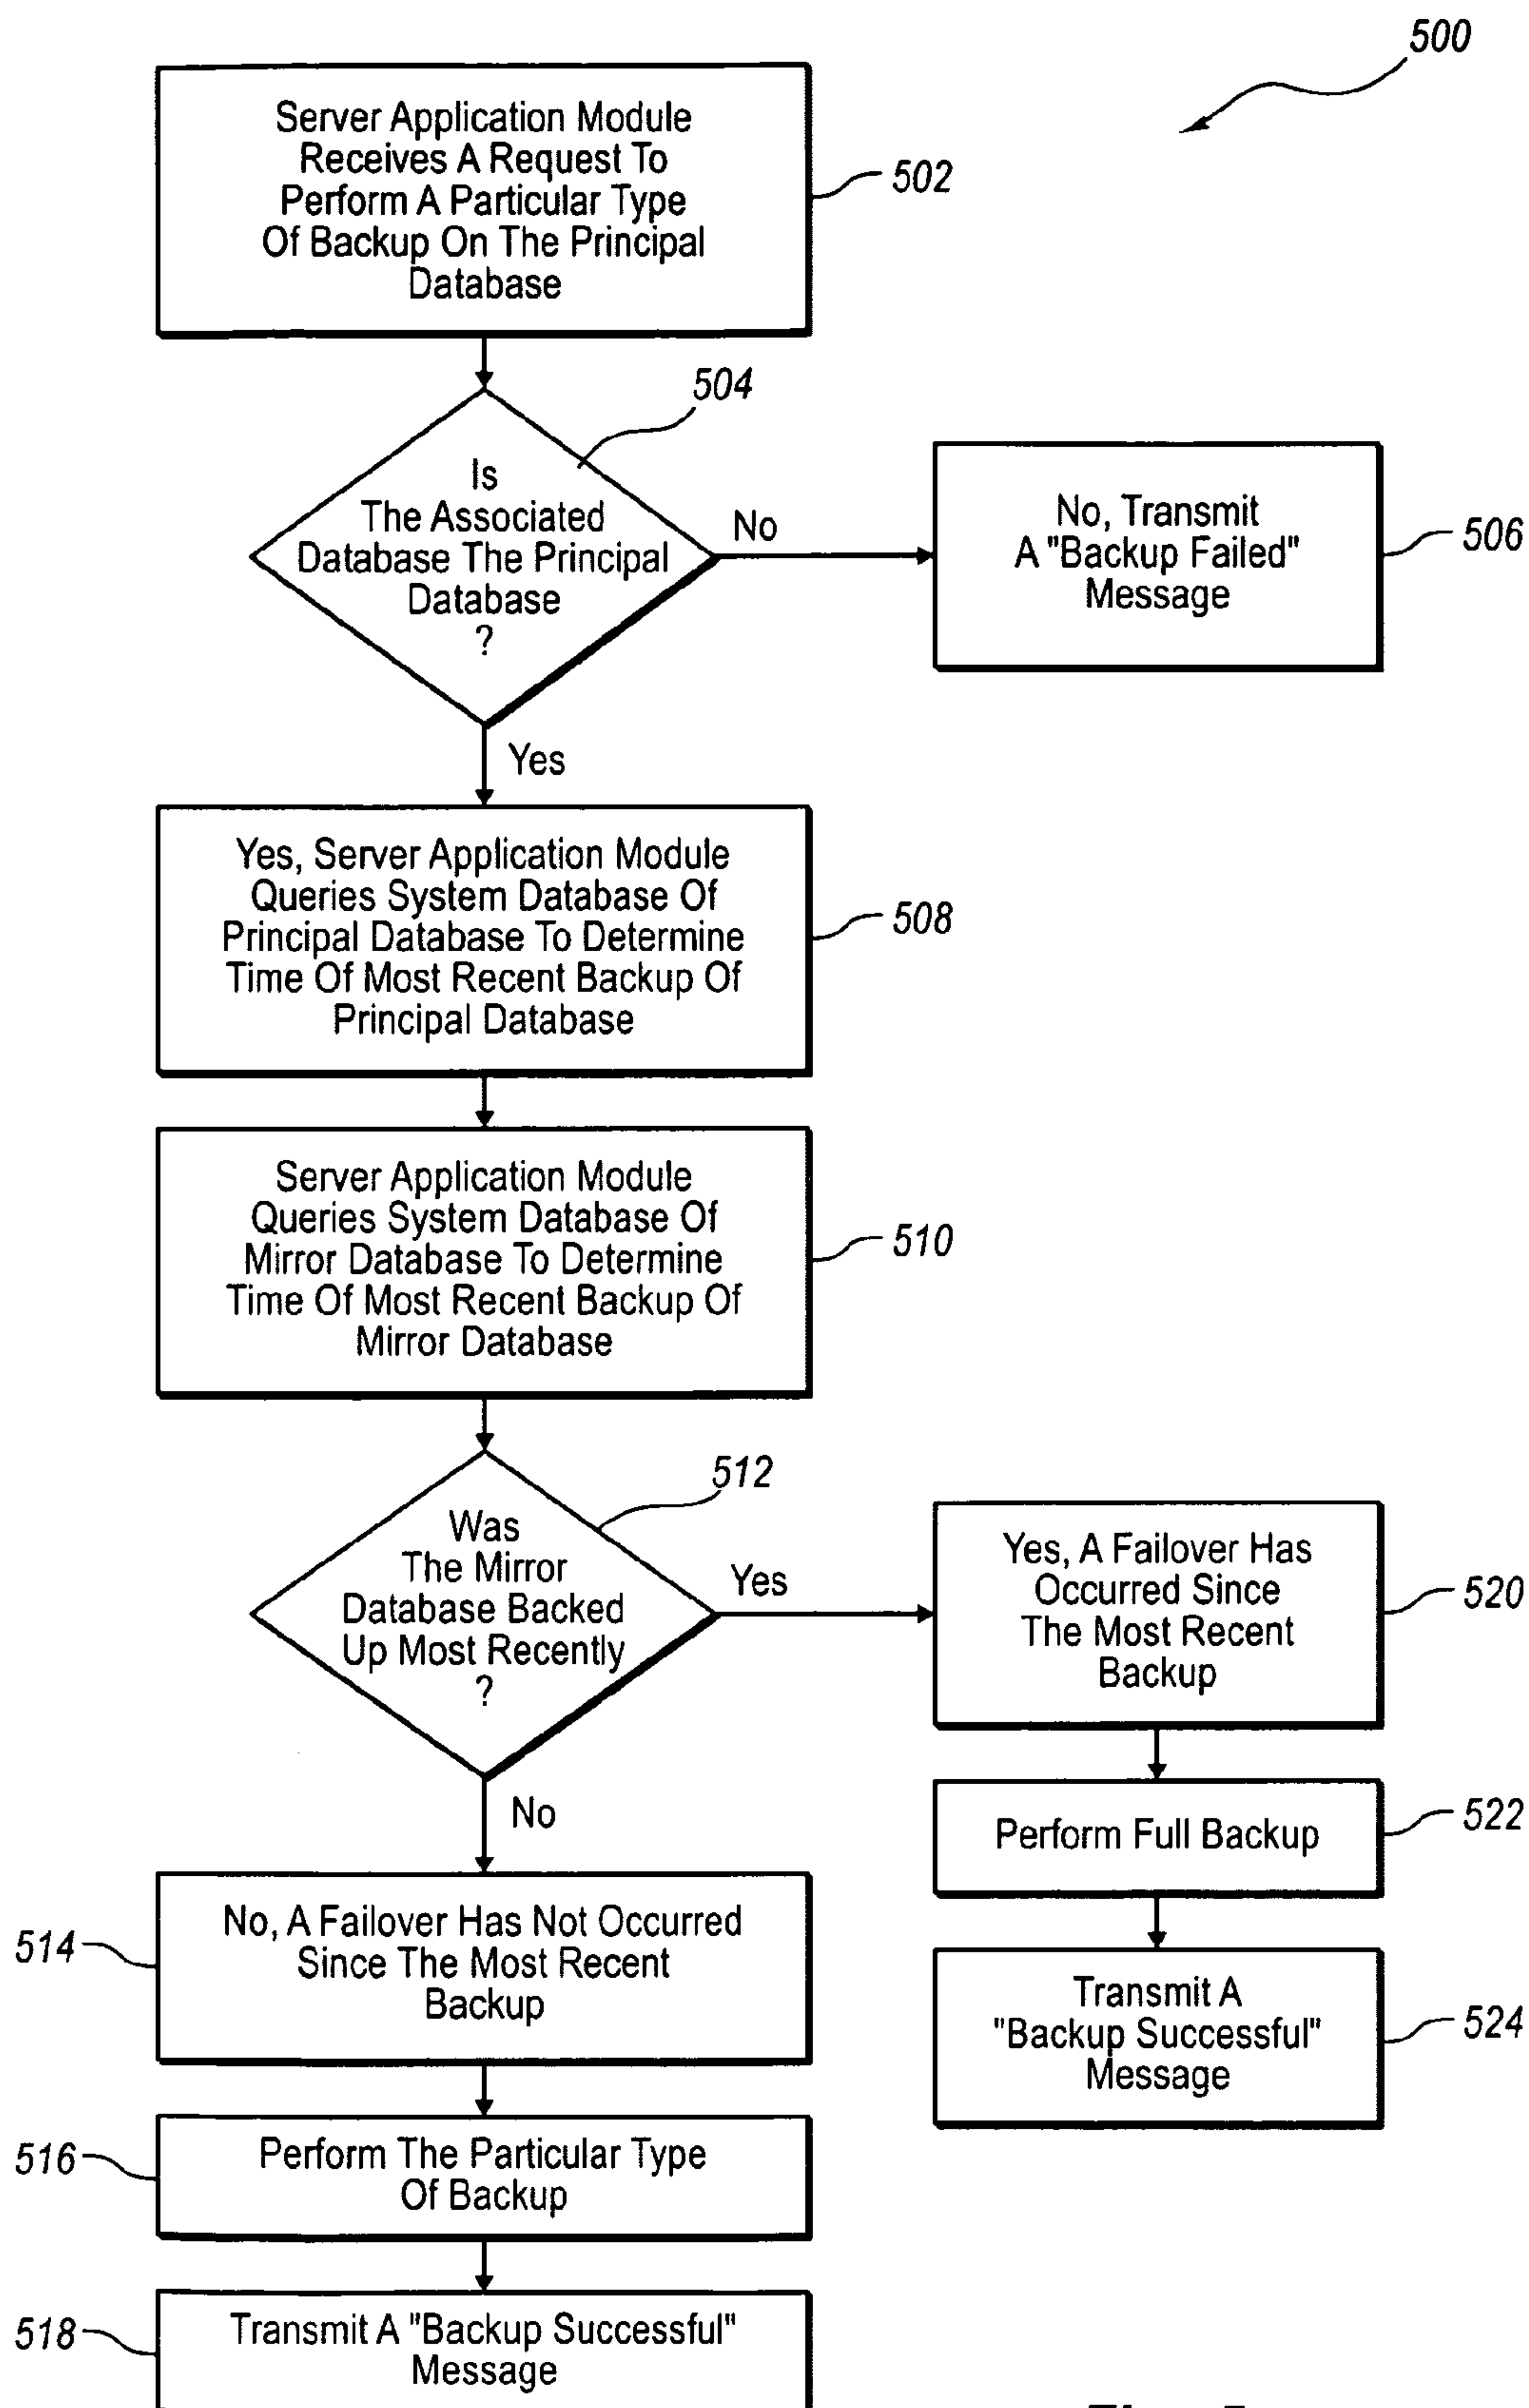 500
Server Application Module
Receives A Request To
Perform A Particular Type
Of Backup On The Principal
Database
502
504
Is
The Associated
Database The Principal
Database
?
No
No, Transmit
A "Backup Failed"
Message
506
Yes
Yes, Server Application Module
Queries System Database Of
Principal Database To Determine
Time Of Most Recent Backup Of
Principal Database
508
Server Application Module
Queries System Database Of
Mirror Database To Determine
Time Of Most Recent Backup Of
Mirror Database
510
512
Was
The Mirror
Database Backed
Up Most Recently
?
Yes
Yes, A Failover Has
Occurred Since
The Most Recent
Backup
520
Perform Full Backup
522
Transmit A
"Backup Successful"
Message
524
No
No, A Failover Has Not Occurred
Since The Most Recent
Backup
514
Perform The Particular Type
Of Backup
516
Transmit A "Backup Successful"
Message
518